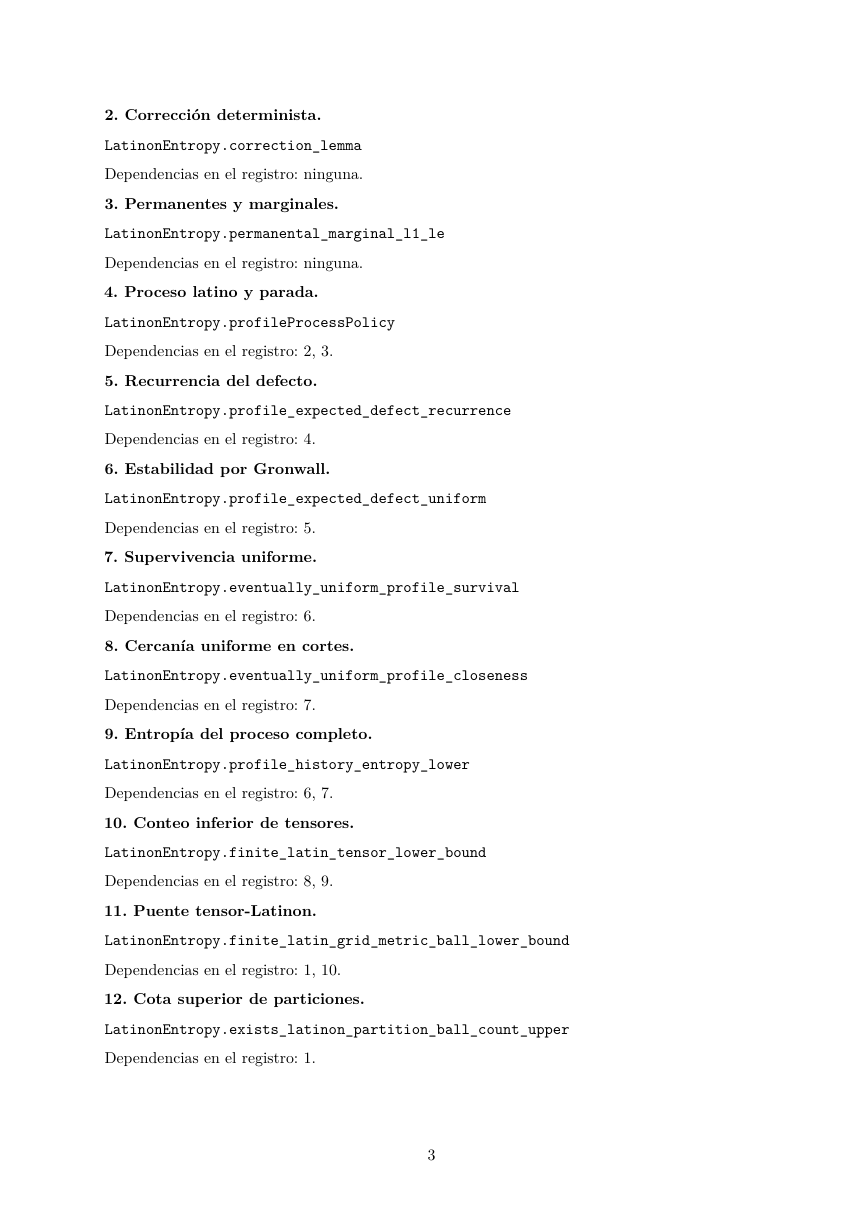 2. Corrección determinista.
LatinonEntropy.correction_lemma
Dependencias en el registro: ninguna.
3. Permanentes y marginales.
LatinonEntropy.permanental_marginal_l1_le
Dependencias en el registro: ninguna.
4. Proceso latino y parada.
LatinonEntropy.profileProcessPolicy
Dependencias en el registro: 2, 3.
5. Recurrencia del defecto.
LatinonEntropy.profile_expected_defect_recurrence
Dependencias en el registro: 4.
6. Estabilidad por Gronwall.
LatinonEntropy.profile_expected_defect_uniform
Dependencias en el registro: 5.
7. Supervivencia uniforme.
LatinonEntropy.eventually_uniform_profile_survival
Dependencias en el registro: 6.
8. Cercanía uniforme en cortes.
LatinonEntropy.eventually_uniform_profile_closeness
Dependencias en el registro: 7.
9. Entropía del proceso completo.
LatinonEntropy.profile_history_entropy_lower
Dependencias en el registro: 6, 7.
10. Conteo inferior de tensores.
LatinonEntropy.finite_latin_tensor_lower_bound
Dependencias en el registro: 8, 9.
11. Puente tensor-Latinon.
LatinonEntropy.finite_latin_grid_metric_ball_lower_bound
Dependencias en el registro: 1, 10.
12. Cota superior de particiones.
LatinonEntropy.exists_latinon_partition_ball_count_upper
Dependencias en el registro: 1.
3